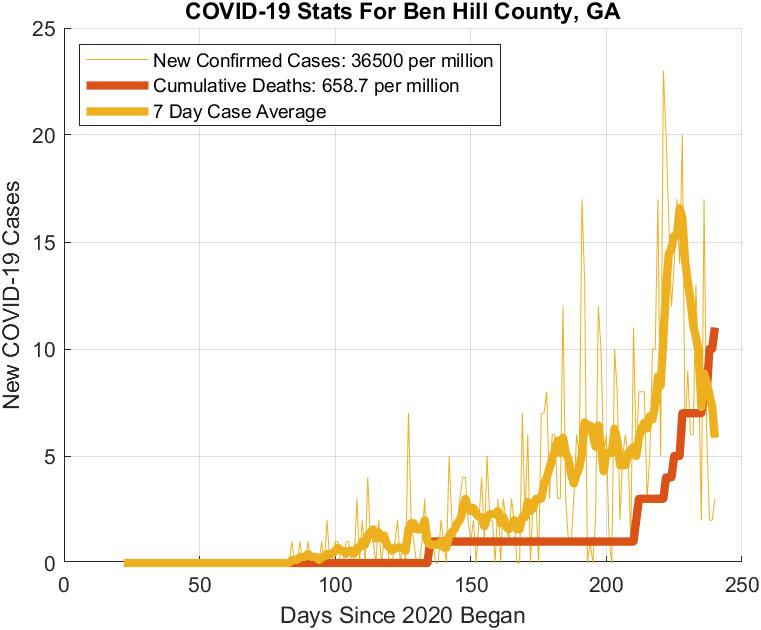 COVID-19 Stats For Ben Hill County, GA
New Confirmed Cases: 36500 per million
Cumulative Deaths: 658.7 per million
7 Day Case Average
New COVID-19 Cases
25
20
15
10
5
0
0 50 100 150 200 250
Days Since 2020 Began